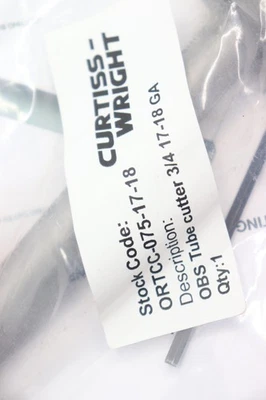 CURTISS-
WRIGHT
Stock Code:
ORTCC-075-17-18
Description:
OBS Tube cutter 3/4 17-18 GA
Qty:1